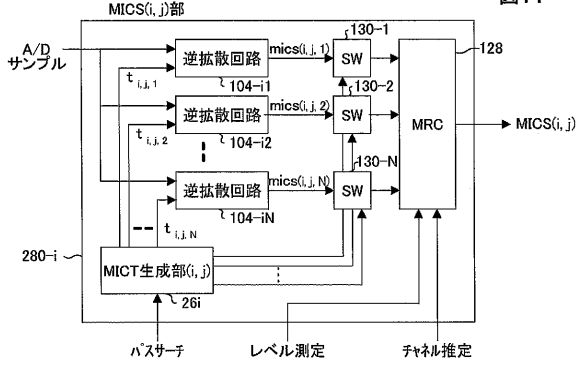 MICS(i,j)部
A/D
サンプル
逆拡散回路
mics(i,j,1)
130-1
SW
128
t i,j,1
104-i1
130-2
逆拡散回路
mics(i,j,2)
SW
MRC
MICS(i,j)
t i,j,2
104-i2
130-N
逆拡散回路
mics(i,j,N)
SW
104-iN
t i,j,N
280-i
MICT生成部(i,j)
26i
パスサーチ
レベル測定
チャネル推定